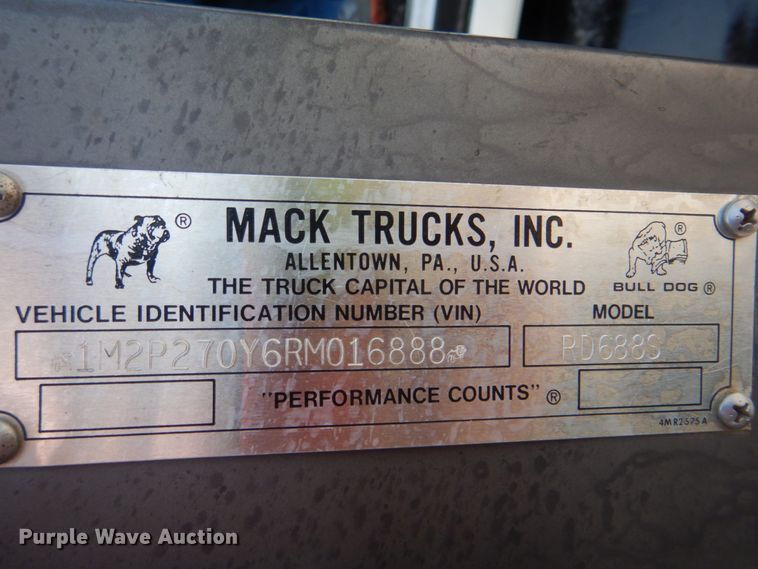 MACK TRUCKS, INC.
ALLENTOWN, PA., U.S.A.
THE TRUCK CAPITAL OF THE WORLD
®
®
BULL DOG ®
VEHICLE IDENTIFICATION NUMBER (VIN)
MODEL
1M2P270Y6RM016888
RD688S
"PERFORMANCE COUNTS" ®
4MR2575A
Purple Wave Auction